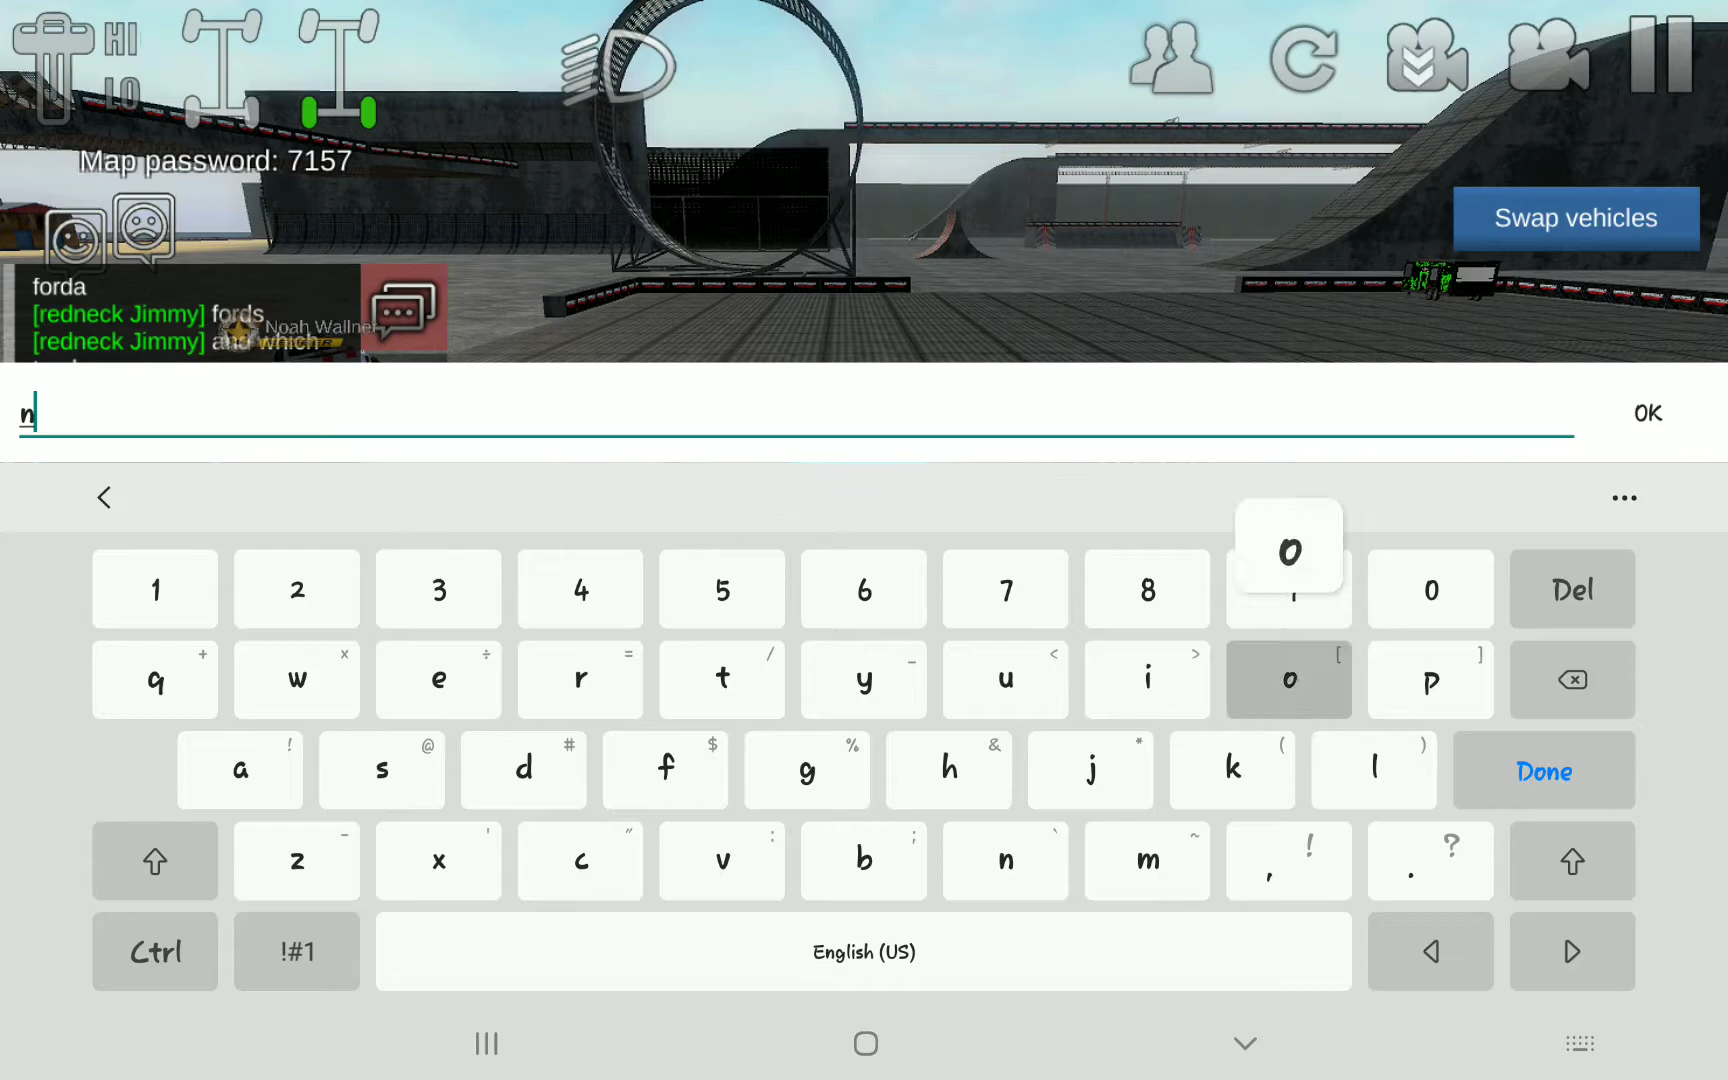 HI
LO
Map password: 7157
Swap vehicles
forda
[redneck Jimmy] fords
Noah Wallner
[redneck Jimmy] and which
n
OK
o
1 2 3 4 5 6 7 8 0 Del
q + w × e ÷ r = t / y _ u < i > o [ p ]
a ! s @ d # f $ g % h & j * k ( l ) Done
z - x ' c " v : b ; n ` m ~ , ! . ?
Ctrl !#1 English (US)